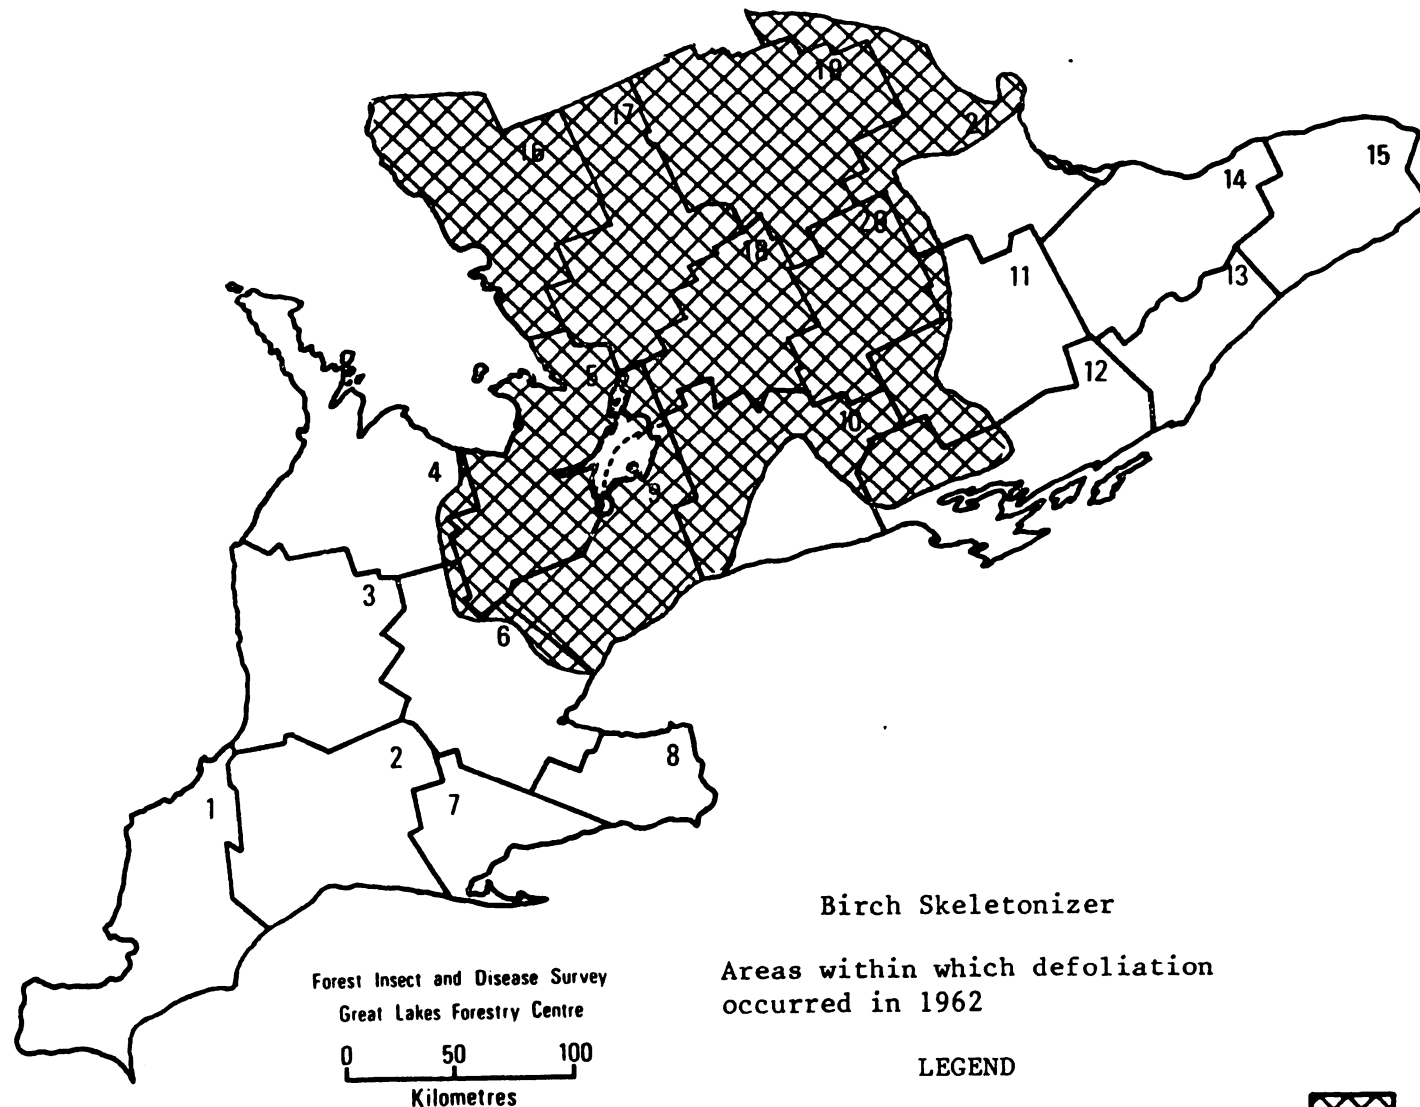 19
17
21
16
15
14
20
18
11
13
5
12
10
4
9
3
6
2
8
1
7
Birch Skeletonizer
Areas within which defoliation
occurred in 1962
LEGEND
Forest Insect and Disease Survey
Great Lakes Forestry Centre
0 50 100
Kilometres